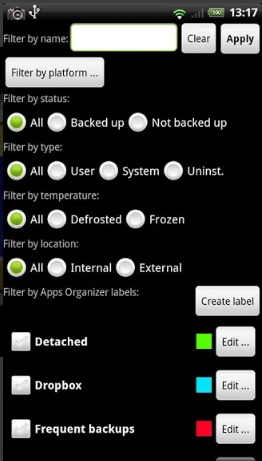 13:17
Filter by name: Clear Apply
Filter by platform ...
Filter by status:
All Backed up Not backed up
Filter by type:
All User System Uninst.
Filter by temperature:
All Defrosted Frozen
Filter by location:
All Internal External
Filter by Apps Organizer labels:
Create label
Detached Edit ...
Dropbox Edit ...
Frequent backups Edit ...